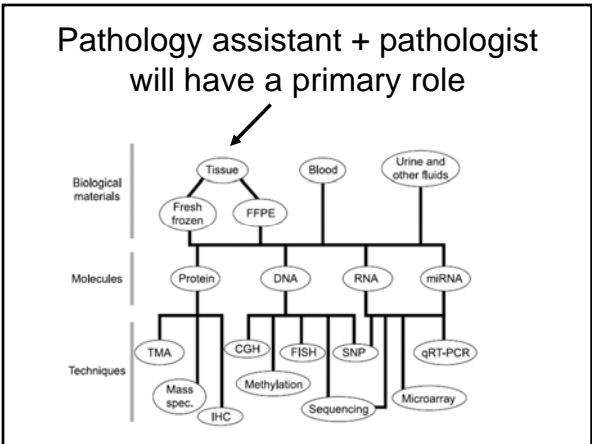 Pathology assistant + pathologist
will have a primary role
Biological
materials
Tissue
Blood
Urine and
other fluids
Fresh
frozen
FFPE
Molecules
Protein
DNA
RNA
miRNA
Techniques
TMA
Mass
spec.
IHC
CGH
Methylation
FISH
Sequencing
SNP
Microarray
qRT-PCR